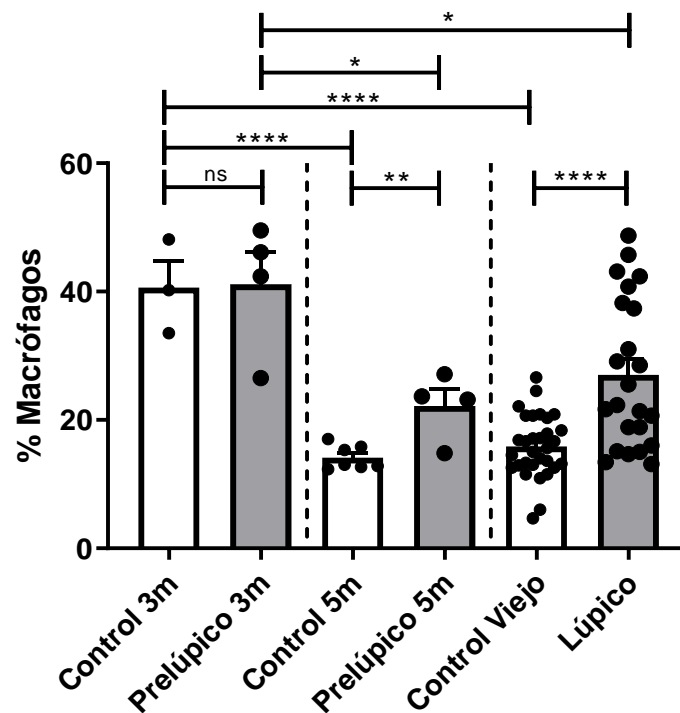 *
*
****
****
ns
**
****
60
40
20
0
% Macrófagos
Control 3m
Prelúpico 3m
Control 5m
Prelúpico 5m
Control Viejo
Lúpico